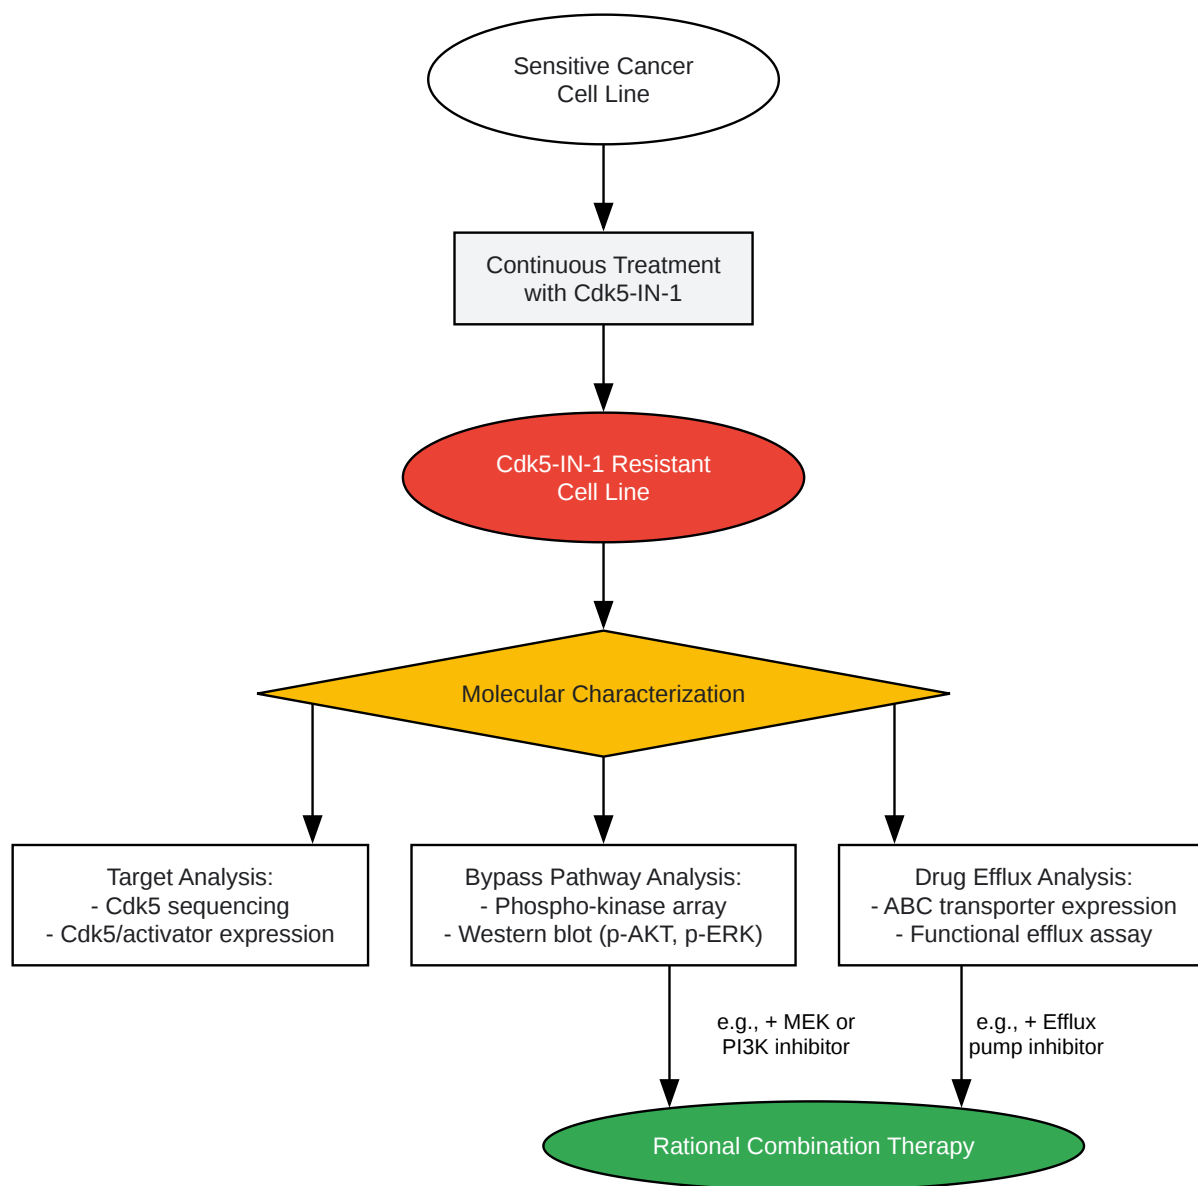 Sensitive Cancer
Cell Line
Continuous Treatment
with Cdk5-IN-1
Cdk5-IN-1 Resistant
Cell Line
Molecular Characterization
Target Analysis:
- Cdk5 sequencing
- Cdk5/activator expression
Bypass Pathway Analysis:
- Phospho-kinase array
- Western blot (p-AKT, p-ERK)
Drug Efflux Analysis:
- ABC transporter expression
- Functional efflux assay
e.g., + MEK or
PI3K inhibitor
e.g., + Efflux
pump inhibitor
Rational Combination Therapy